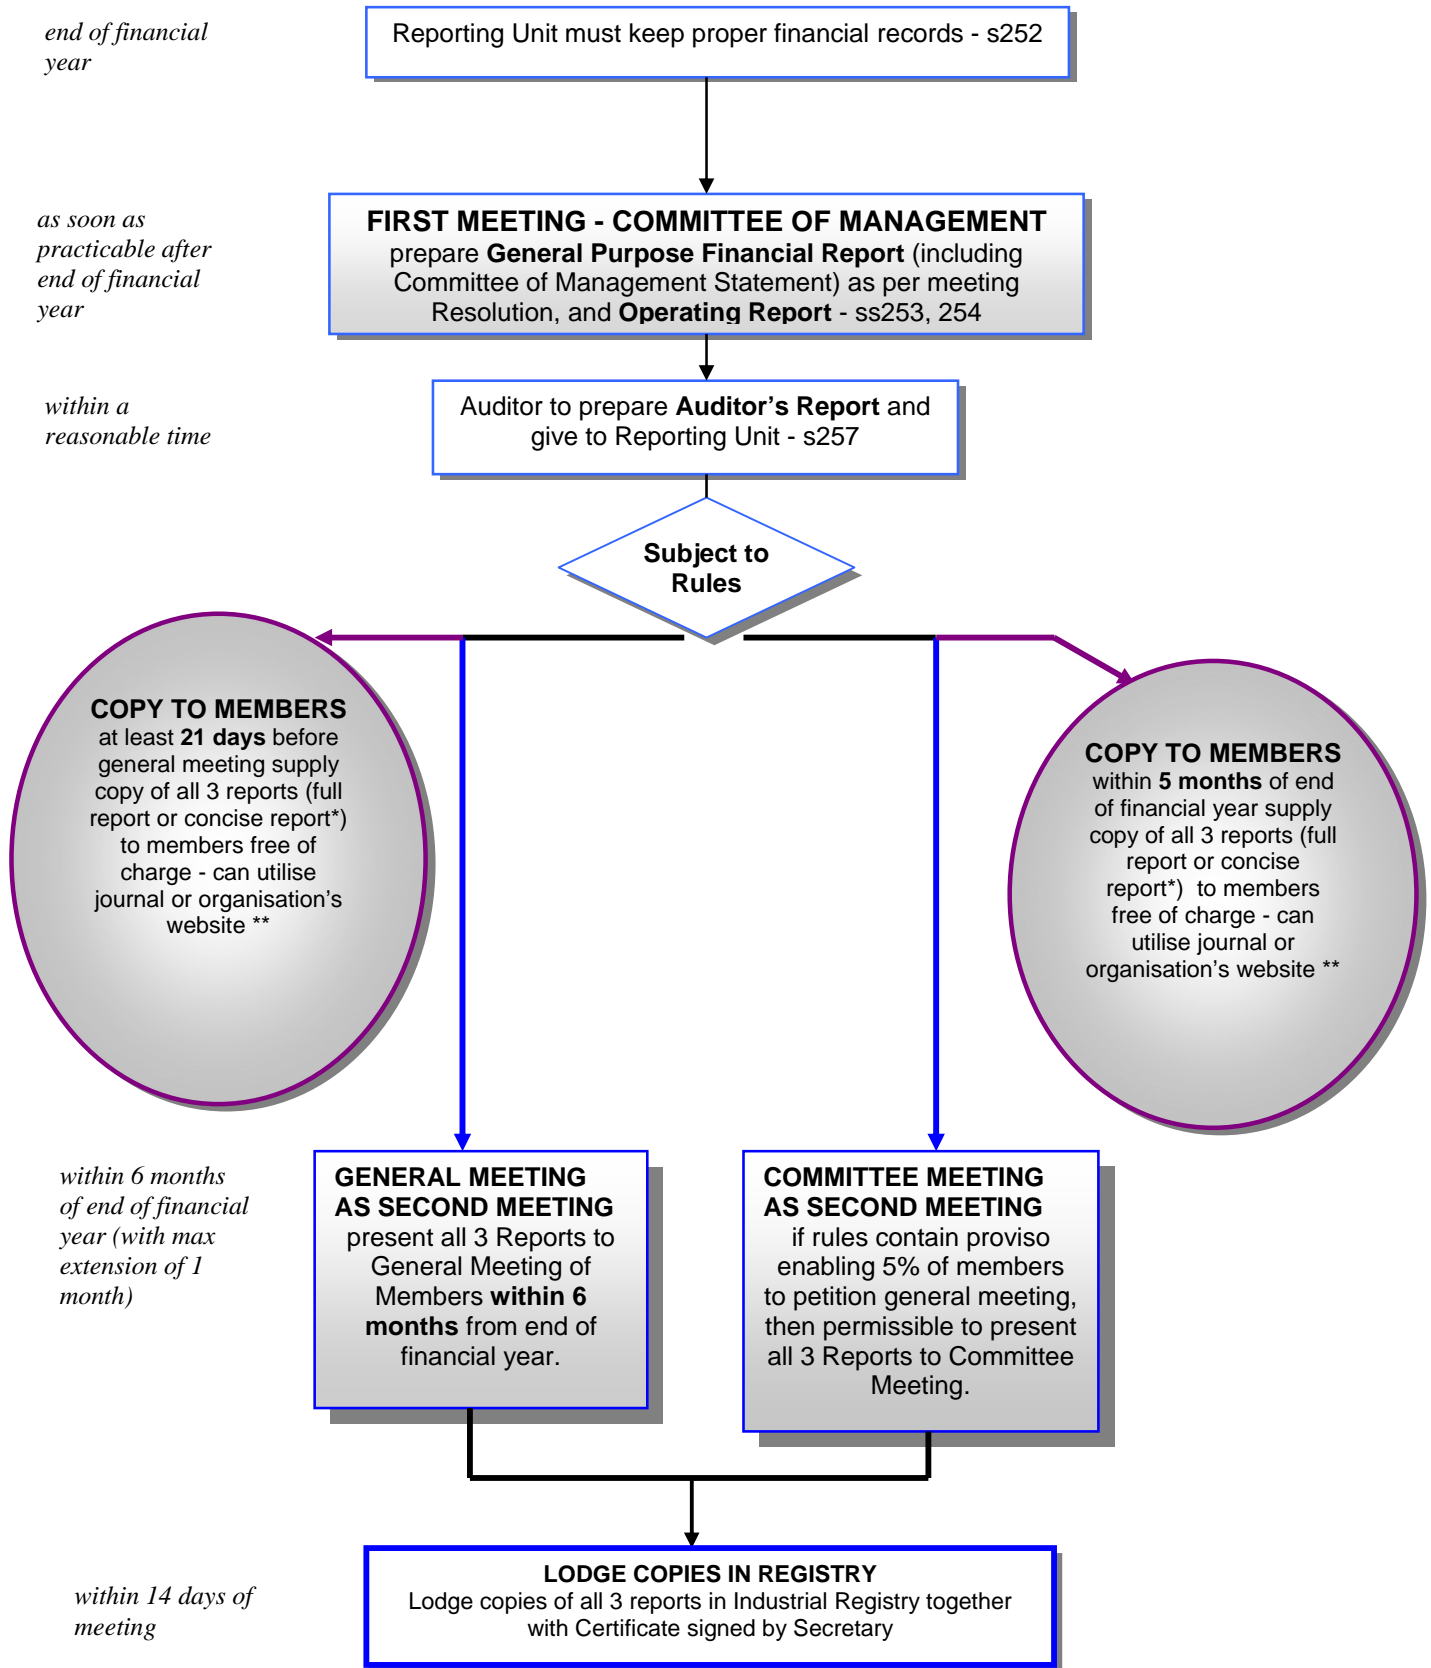 end of financial
year
Reporting Unit must keep proper financial records - s252
as soon as
practicable after
end of financial
year
FIRST MEETING - COMMITTEE OF MANAGEMENT
prepare General Purpose Financial Report (including
Committee of Management Statement) as per meeting
Resolution, and Operating Report - ss253, 254
within a
reasonable time
Auditor to prepare Auditor’s Report and
give to Reporting Unit - s257
Subject to
Rules
COPY TO MEMBERS
at least 21 days before
general meeting supply
copy of all 3 reports (full
report or concise report*)
to members free of
charge - can utilise
journal or organisation’s
website **
COPY TO MEMBERS
within 5 months of end
of financial year supply
copy of all 3 reports (full
report or concise
report*) to members
free of charge - can
utilise journal or
organisation’s website **
within 6 months
of end of financial
year (with max
extension of 1
month)
GENERAL MEETING
AS SECOND MEETING
present all 3 Reports to
General Meeting of
Members within 6
months from end of
financial year.
COMMITTEE MEETING
AS SECOND MEETING
if rules contain proviso
enabling 5% of members
to petition general meeting,
then permissible to present
all 3 Reports to Committee
Meeting.
within 14 days of
meeting
LODGE COPIES IN REGISTRY
Lodge copies of all 3 reports in Industrial Registry together
with Certificate signed by Secretary